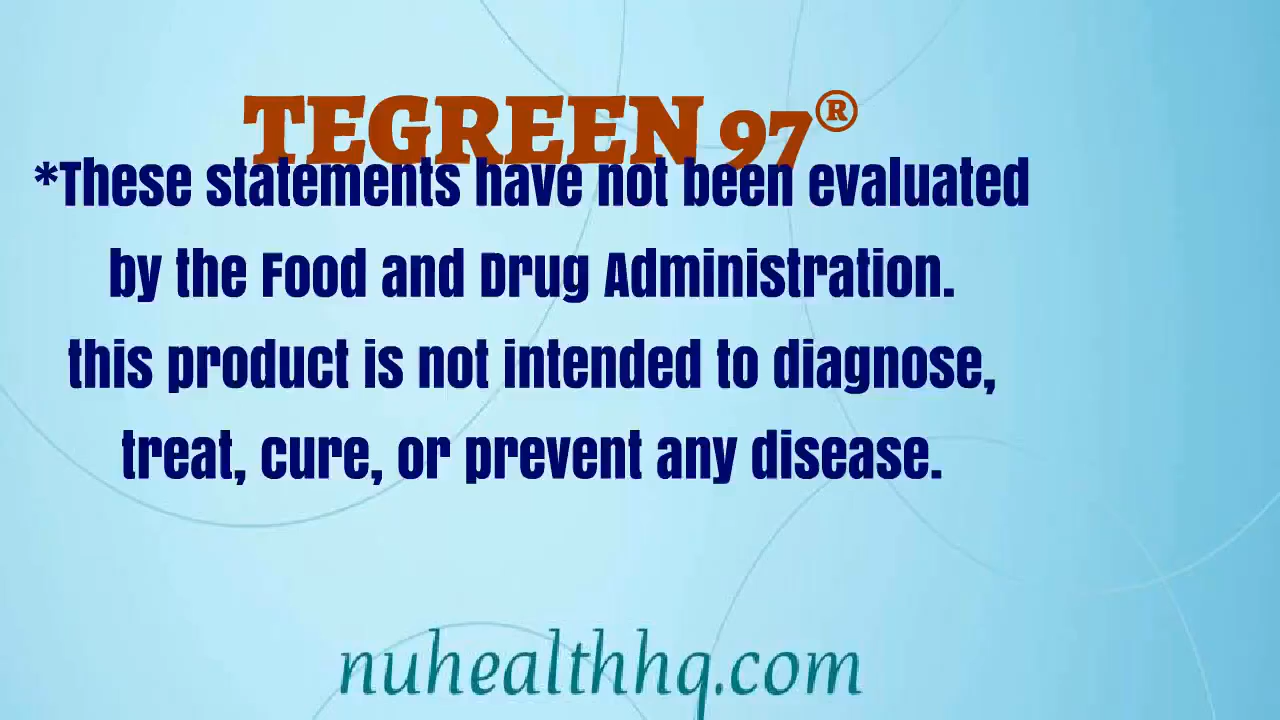 TEGREEN 97®
*These statements have not been evaluated
by the Food and Drug Administration.
this product is not intended to diagnose,
treat, cure, or prevent any disease.
nuhealthhq.com